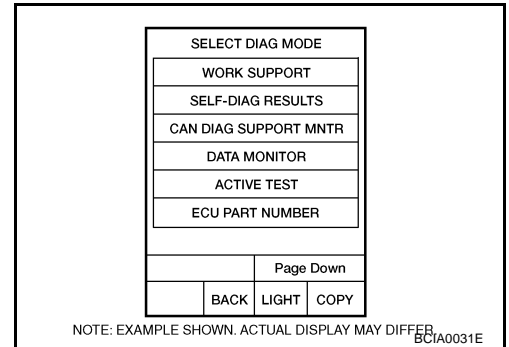 SELECT DIAG MODE
WORK SUPPORT
SELF-DIAG RESULTS
CAN DIAG SUPPORT MNTR
DATA MONITOR
ACTIVE TEST
ECU PART NUMBER
Page Down
BACK LIGHT COPY
NOTE: EXAMPLE SHOWN. ACTUAL DISPLAY MAY DIFFER.
BCIA0031E